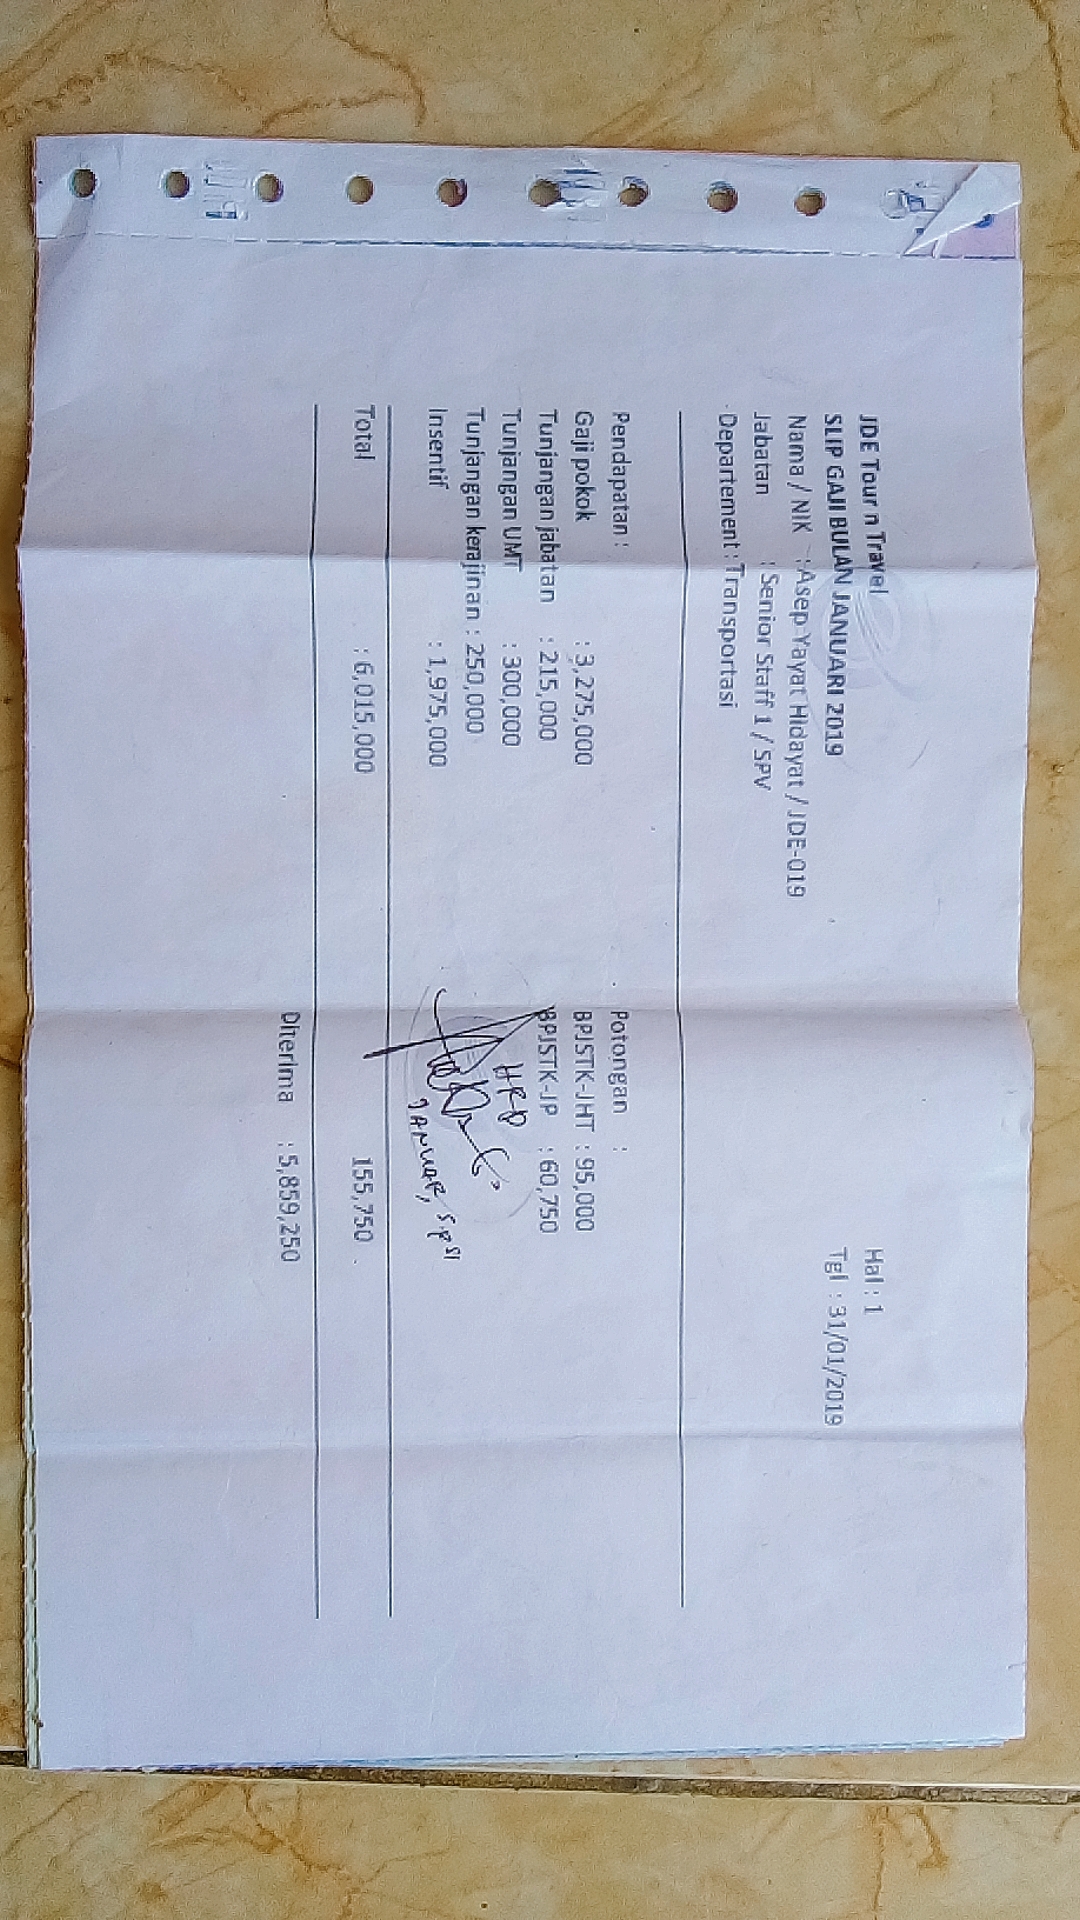 JDE Tour n Travel
Hal : 1
SLIP GAJI BULAN JANUARI 2019
Tgl : 31/01/2019
Nama / NIK : Asep Yayat Hidayat / JDE-019
Jabatan : Senior Staff 1 / SPV
Departement : Transportasi
Pendapatan :
Potongan :
Gaji pokok : 3,275,000
BPJSTK-JHT : 95,000
Tunjangan jabatan : 215,000
BPJSTK-JP : 60,750
Tunjangan UMT : 300,000
HRD
Tunjangan kerajinan : 250,000
Insentif : 1,975,000
JANUAR, S.PSI
Total : 6,015,000
155,750
Diterima : 5,859,250